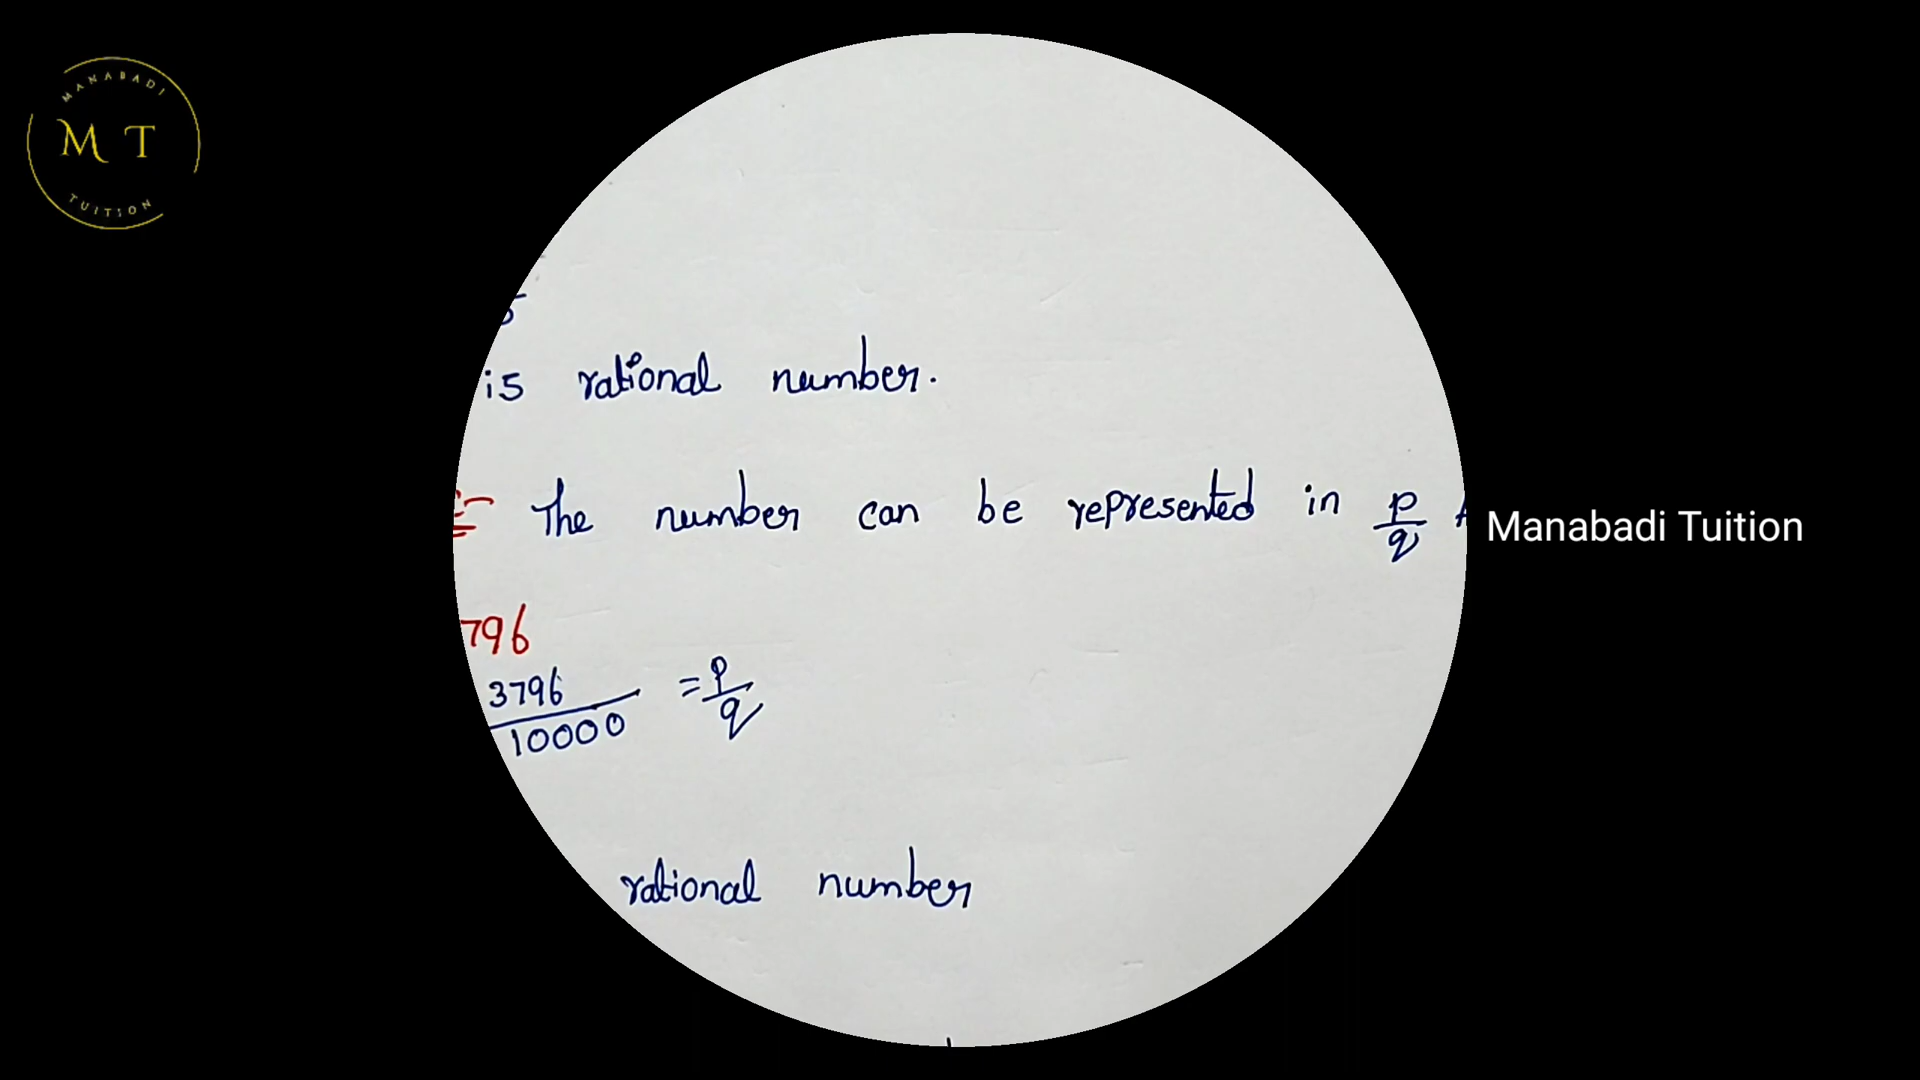 MANABADI
M T
TUITION
is rational number.
The number can be represented in p/q
796
3796/10000 = p/q
rational number
Manabadi Tuition